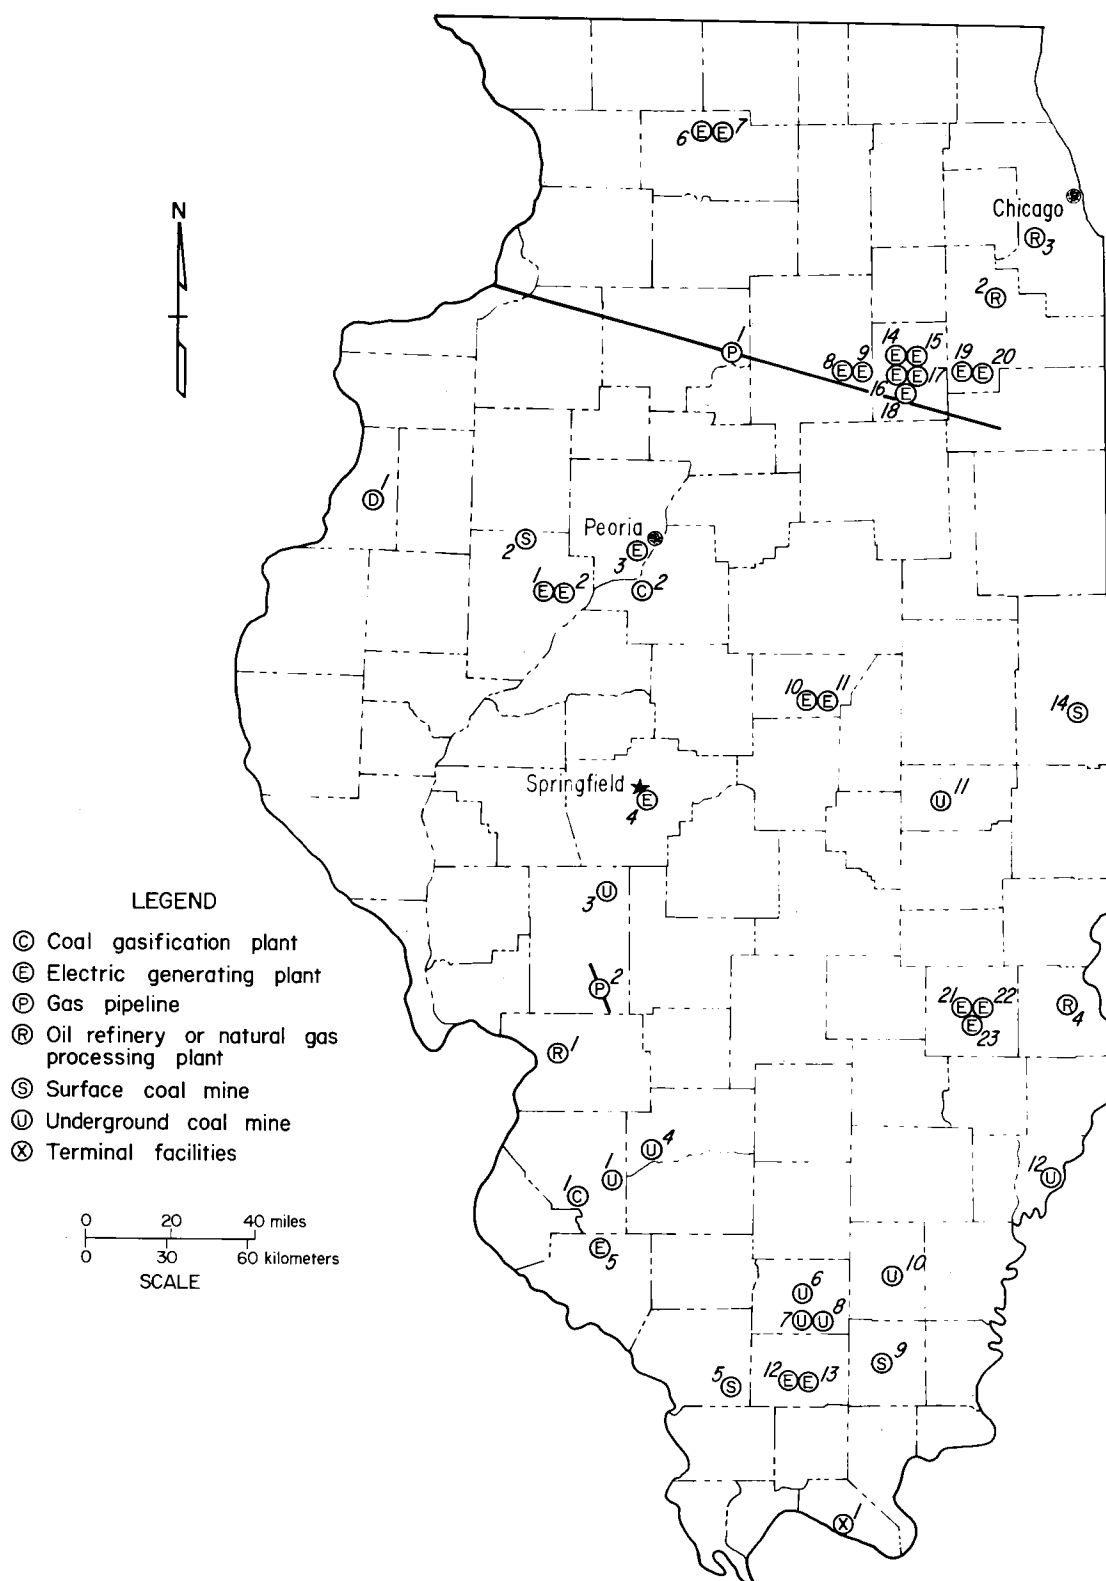 6 E E 7
N
Chicago
R 3
2 R
1
P
14 E E 15
8 E E 9
16 E E 17
19 E E 20
E
18
D 1
Peoria
2 S
3 E
1 E E 2
C 2
10 E E 11
14 S
Springfield
4 E
U 11
3 U
LEGEND
C Coal gasification plant
E Electric generating plant
P Gas pipeline
R Oil refinery or natural gas
processing plant
S Surface coal mine
U Underground coal mine
X Terminal facilities
P 2
21 E E 22
E 23
R 4
R 1
U 4
1 U
1 C
12 U
E 5
0 20 40 miles
0 30 60 kilometers
SCALE
U 10
U 6
7 U U 8
S 9
5 S
12 E E 13
X 1